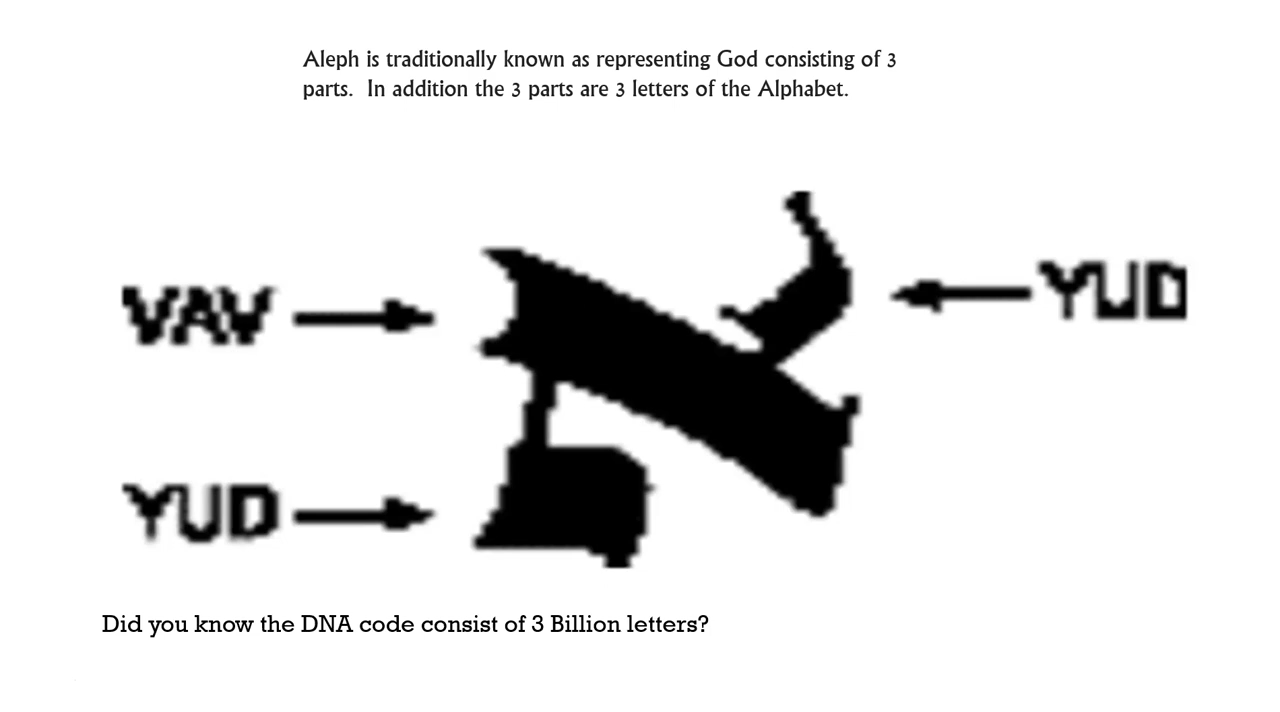 Aleph is traditionally known as representing God consisting of 3
parts.  In addition the 3 parts are 3 letters of the Alphabet.
VAV
YUD
YUD
Did you know the DNA code consist of 3 Billion letters?